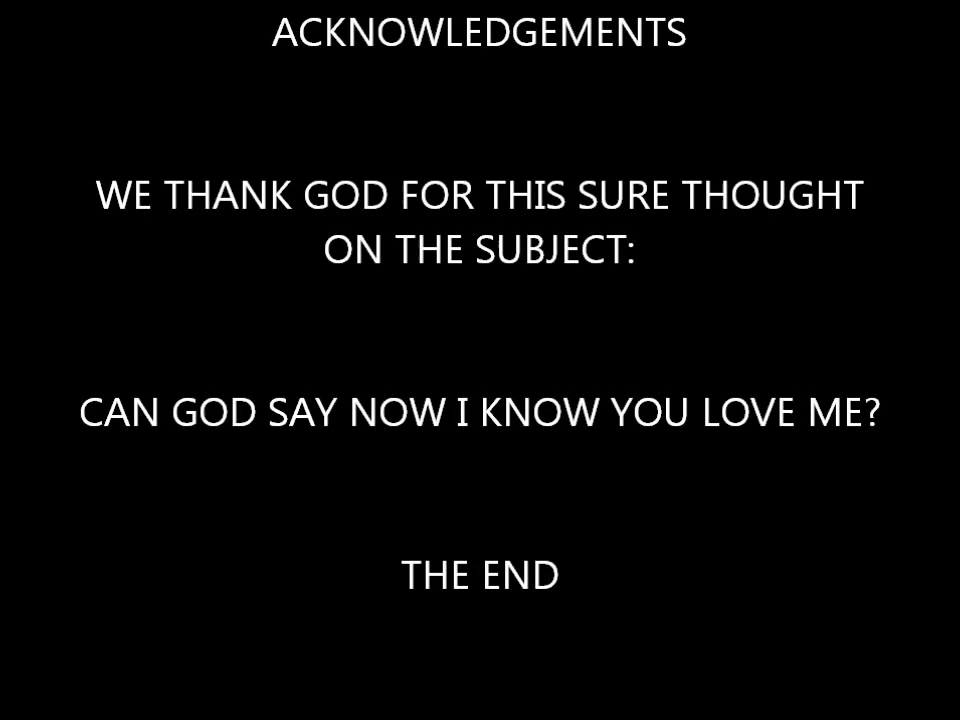 ACKNOWLEDGEMENTS
WE THANK GOD FOR THIS SURE THOUGHT
ON THE SUBJECT:
CAN GOD SAY NOW I KNOW YOU LOVE ME?
THE END